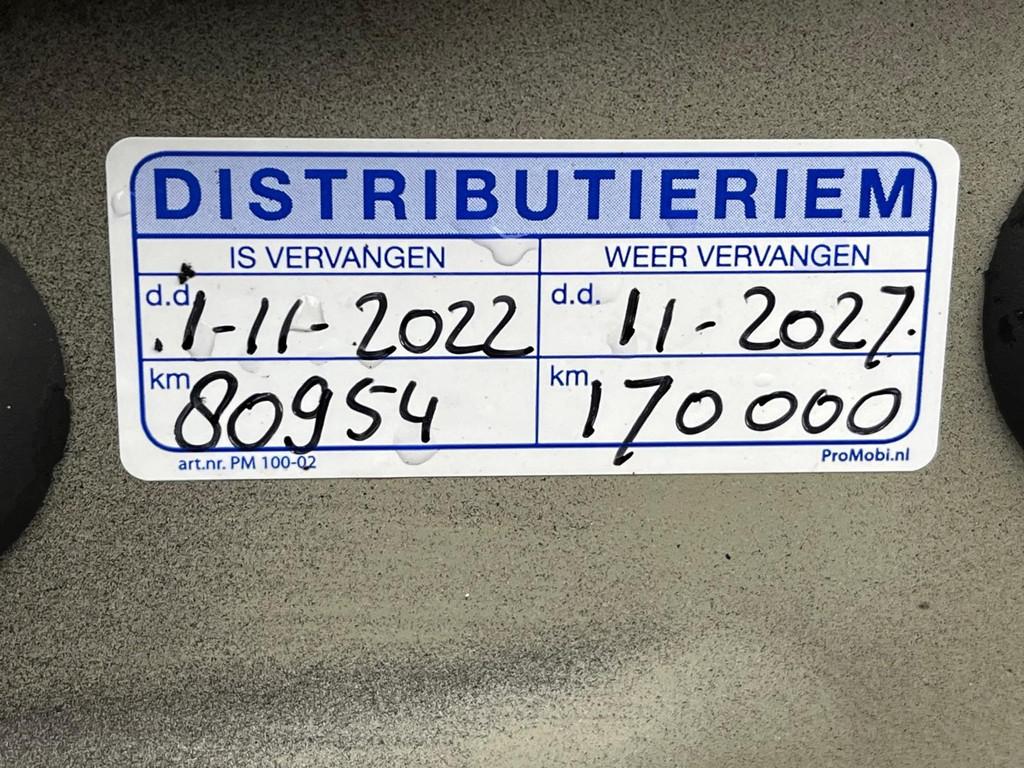 DISTRIBUTIERIEM
IS VERVANGEN WEER VERVANGEN
d.d. 1-11-2022 d.d. 11-2027.
km 80954 km 170000
art.nr. PM 100-02 ProMobi.nl